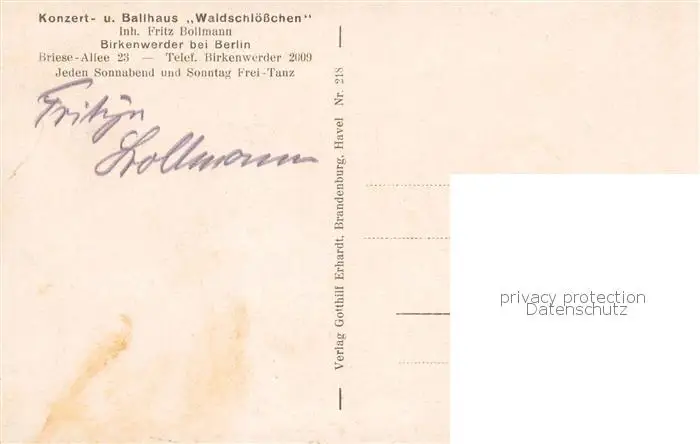 Konzert- u. Ballhaus „Waldschlößchen"
Inh. Fritz Bollmann
Birkenwerder bei Berlin
Briese-Allee 23 — Telef. Birkenwerder 2009
Jeden Sonnabend und Sonntag Frei-Tanz
Bollmann
Verlag Gotthilf Erhardt, Brandenburg, Havel Nr. 218
privacy protection
Datenschutz